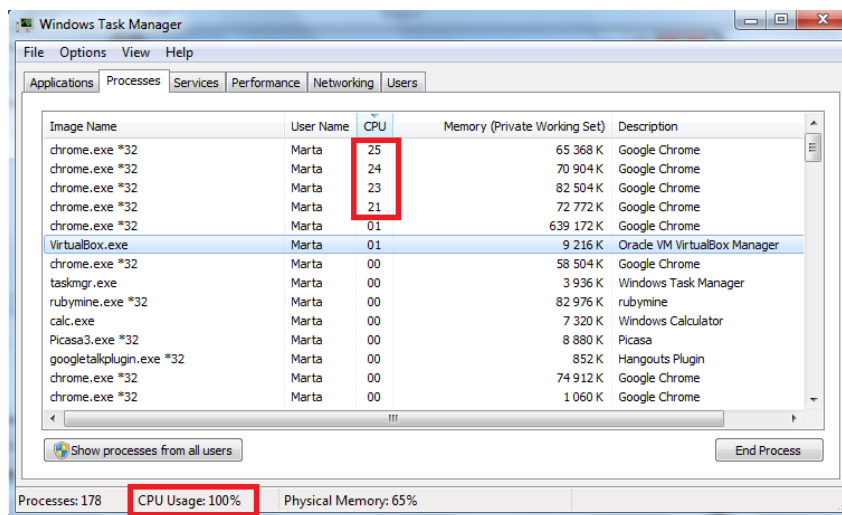 Windows Task Manager
File Options View Help
Applications Processes Services Performance Networking Users
Image Name User Name CPU Memory (Private Working Set) Description
chrome.exe *32 Marta 25 65 368 K Google Chrome
chrome.exe *32 Marta 24 70 904 K Google Chrome
chrome.exe *32 Marta 23 82 504 K Google Chrome
chrome.exe *32 Marta 21 72 772 K Google Chrome
chrome.exe *32 Marta 01 639 172 K Google Chrome
VirtualBox.exe Marta 01 9 216 K Oracle VM VirtualBox Manager
chrome.exe *32 Marta 00 58 504 K Google Chrome
taskmgr.exe Marta 00 3 936 K Windows Task Manager
rubymine.exe *32 Marta 00 82 976 K rubymine
calc.exe Marta 00 7 320 K Windows Calculator
Picasa3.exe *32 Marta 00 8 880 K Picasa
googletalkplugin.exe *32 Marta 00 852 K Hangouts Plugin
chrome.exe *32 Marta 00 74 912 K Google Chrome
chrome.exe *32 Marta 00 1 060 K Google Chrome
Show processes from all users End Process
Processes: 178 CPU Usage: 100% Physical Memory: 65%